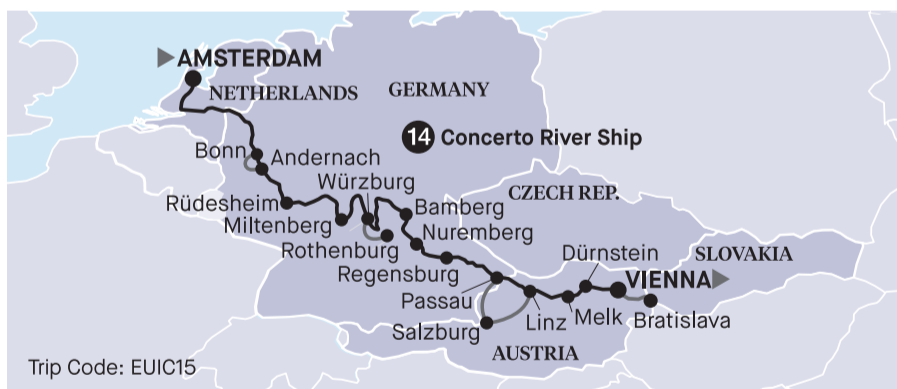 AMSTERDAM
NETHERLANDS
GERMANY
14 Concerto River Ship
Bonn
Andernach
Würzburg
CZECH REP.
Rüdesheim
Bamberg
Miltenberg
Nuremberg
Rothenburg
Dürnstein
SLOVAKIA
Regensburg
VIENNA
Passau
Salzburg
Linz
Melk
Bratislava
AUSTRIA
Trip Code: EUIC15